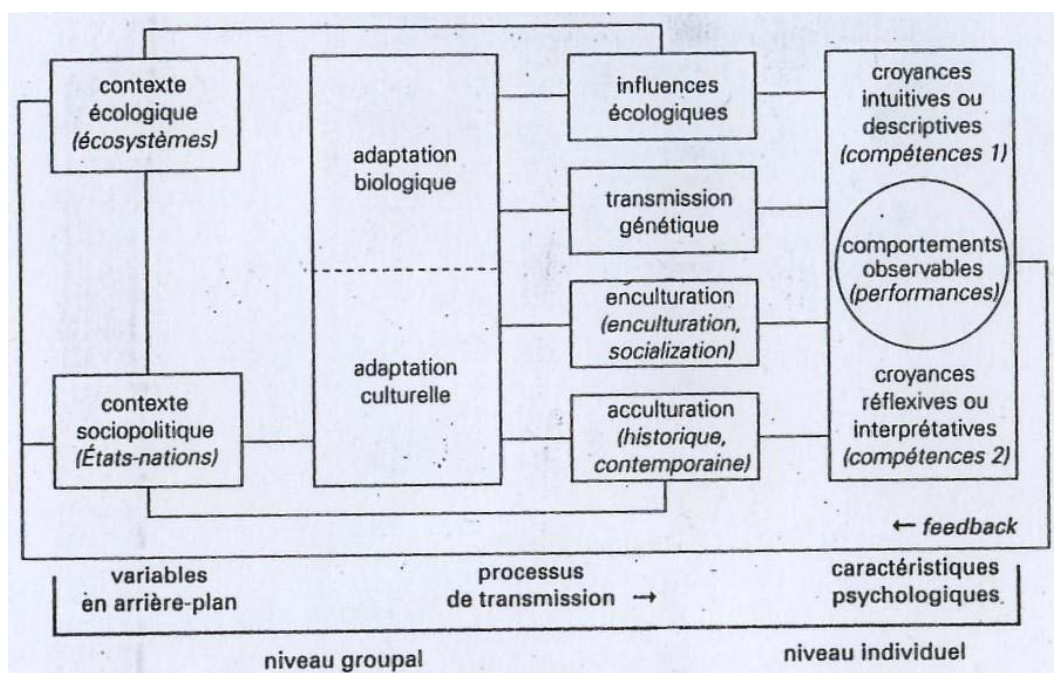 contexte
écologique
(écosystèmes)
contexte
sociopolitique
(États-nations)
adaptation
biologique
adaptation
culturelle
influences
écologiques
transmission
génétique
enculturation
(enculturation,
socialization)
acculturation
(historique,
contemporaine)
croyances
intuitives ou
descriptives
(compétences 1)
comportements
observables
(performances)
croyances
réflexives ou
interprétatives
(compétences 2)
← feedback
variables
en arrière-plan
processus
de transmission →
caractéristiques
psychologiques
niveau groupal
niveau individuel